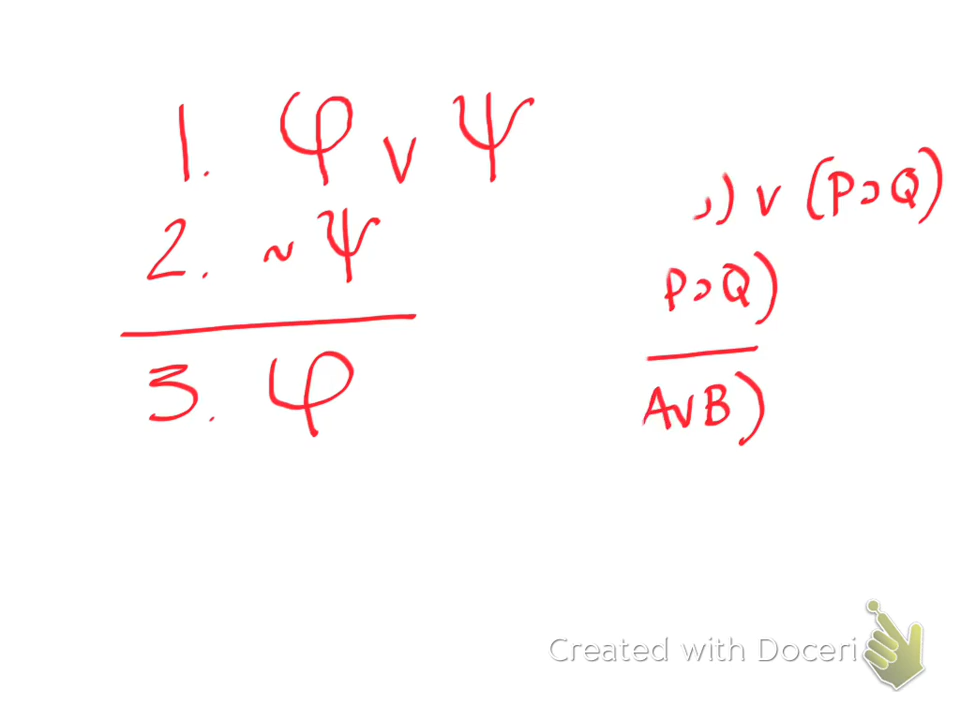 1. φ ∨ ψ
2. ~ ψ
3. φ
) ∨ (P ⊃ Q)
P ⊃ Q)
A ∨ B)
Created with Doceri